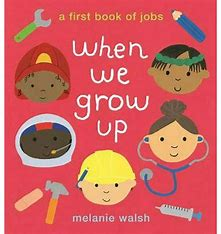 a first book of jobs
when
we
grow
up
melanie walsh